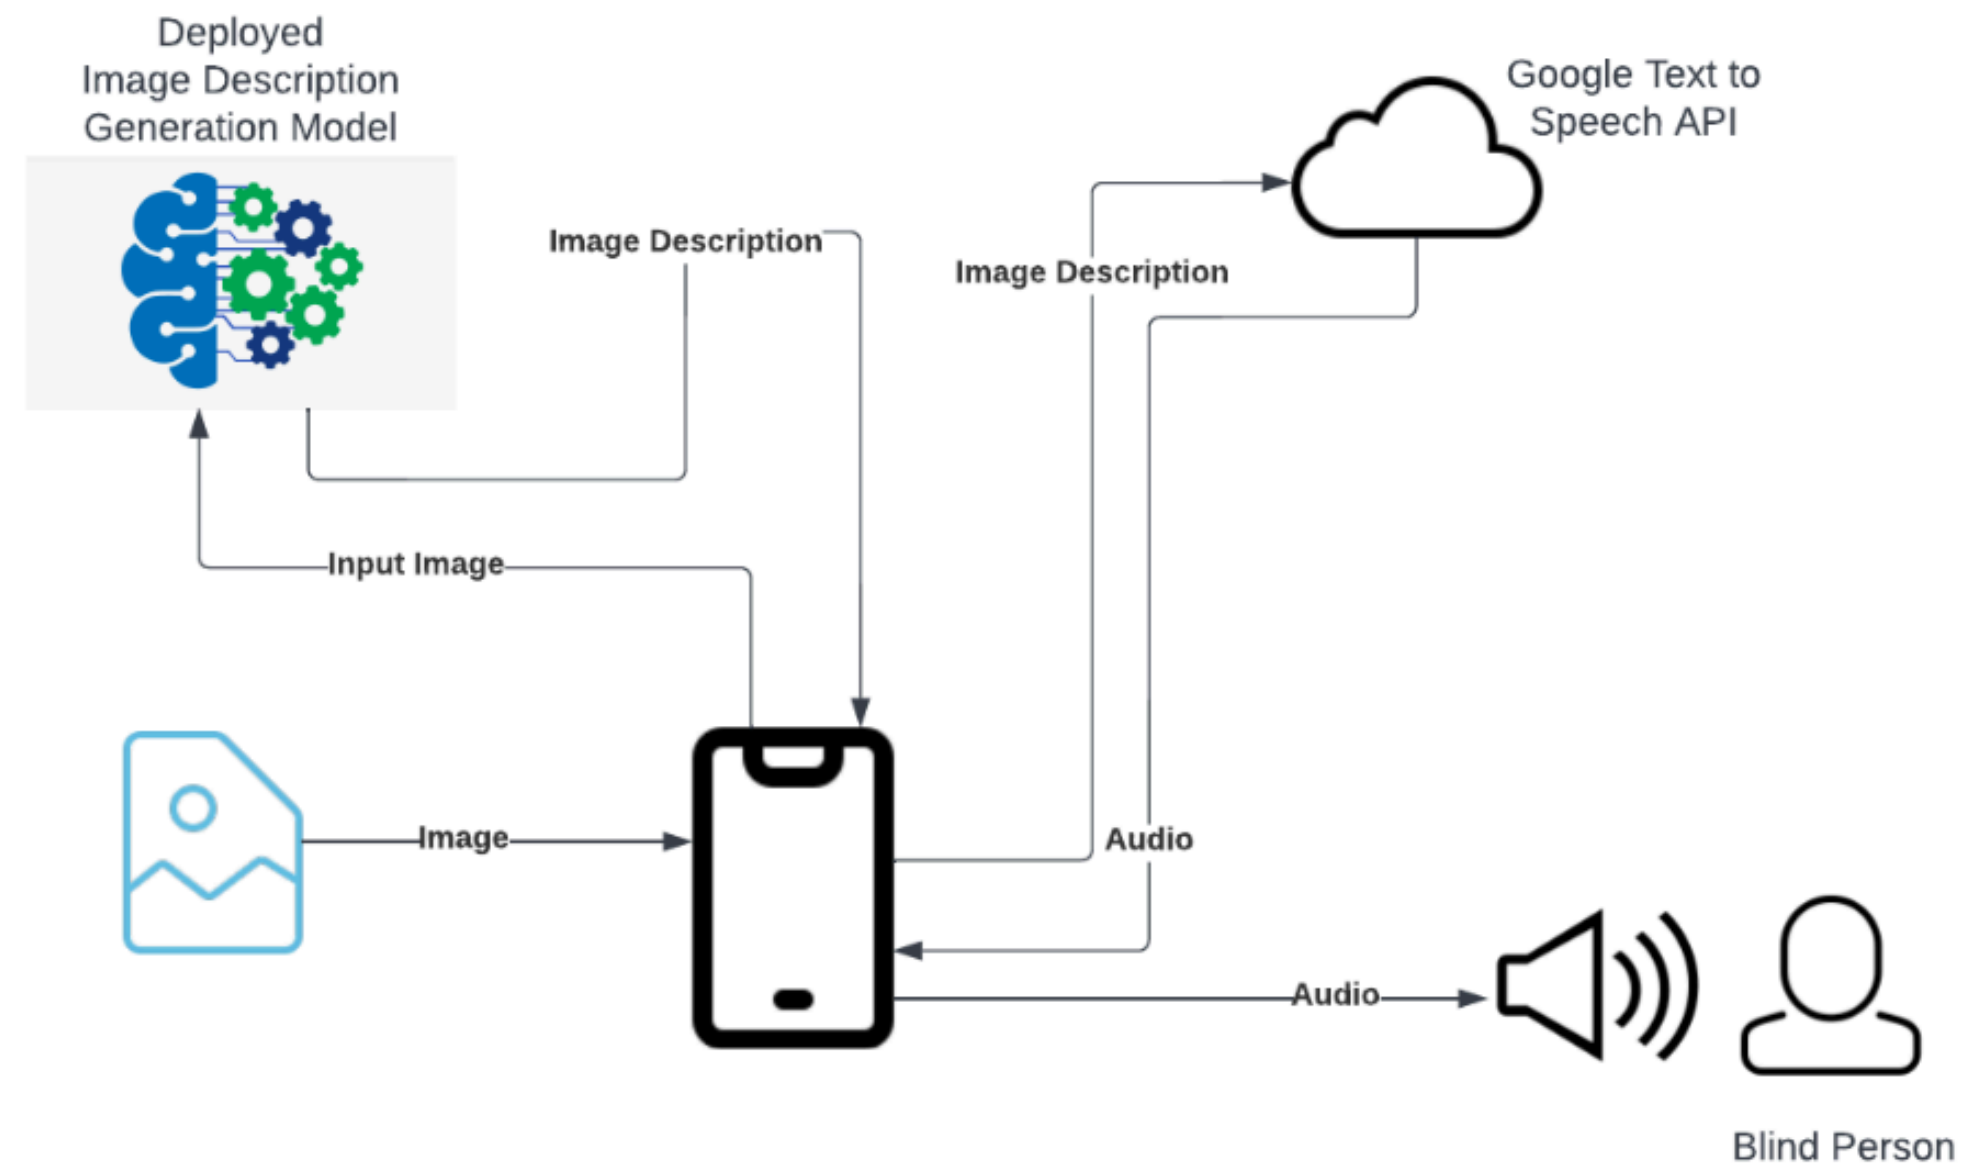 Deployed
Image Description
Generation Model
Google Text to
Speech API
Image Description
Image Description
Input Image
Image
Audio
Audio
Blind Person